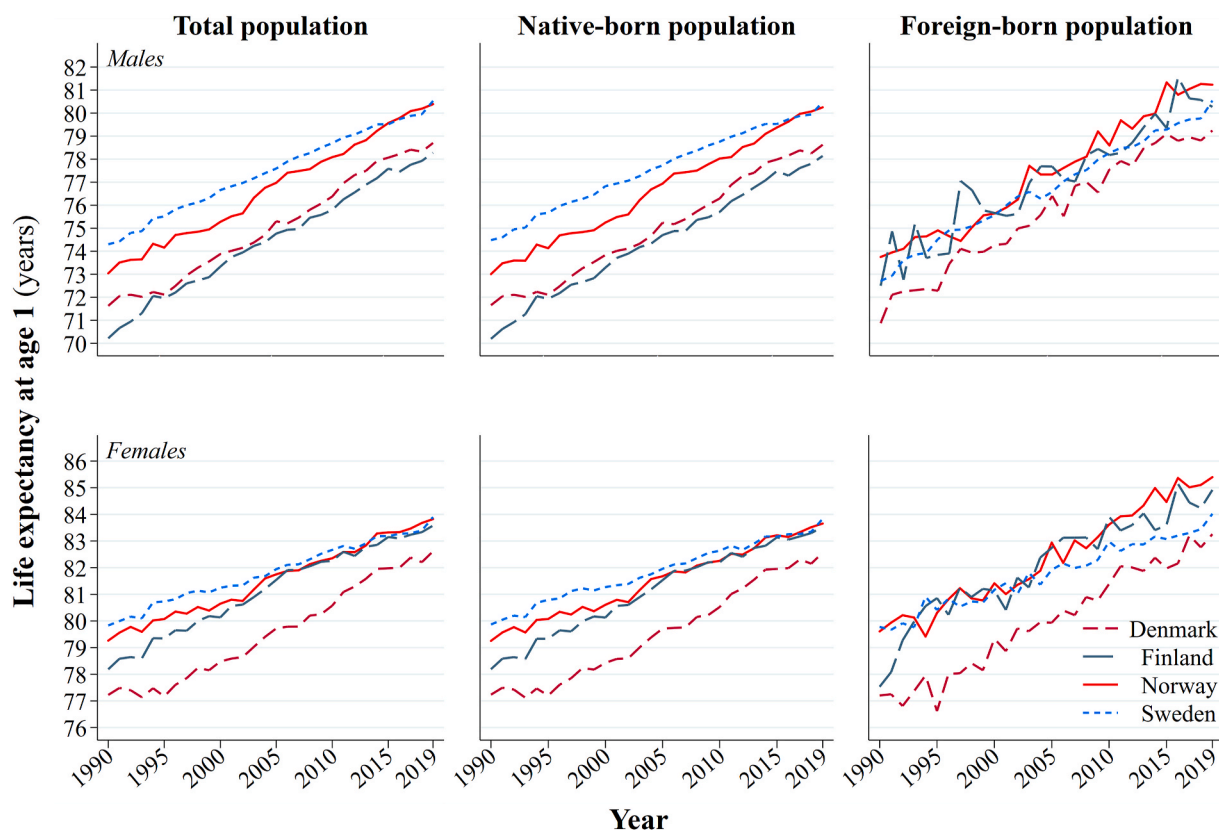 Total population
Native-born population
Foreign-born population
Life expectancy at age 1 (years)
Males
82
81
80
79
78
77
76
75
74
73
72
71
70
Females
86
85
84
83
82
81
80
79
78
77
76
Denmark
Finland
Norway
Sweden
1990 1995 2000 2005 2010 2015 2019
1990 1995 2000 2005 2010 2015 2019
1990 1995 2000 2005 2010 2015 2019
Year